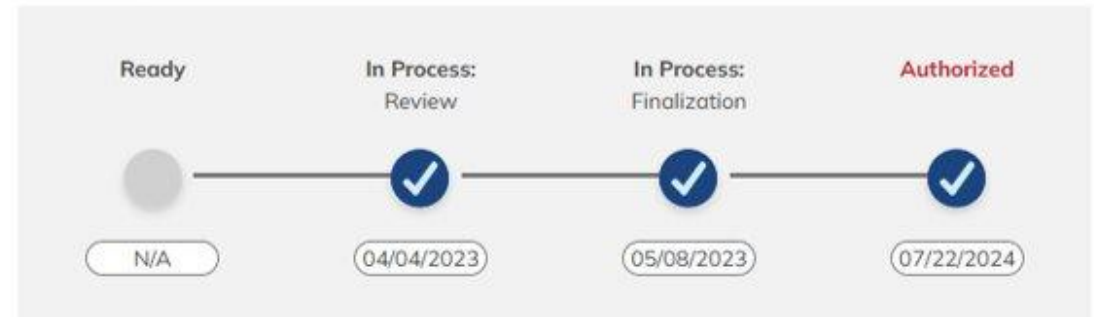 Ready
In Process:
Review
In Process:
Finalization
Authorized
N/A
04/04/2023
05/08/2023
07/22/2024